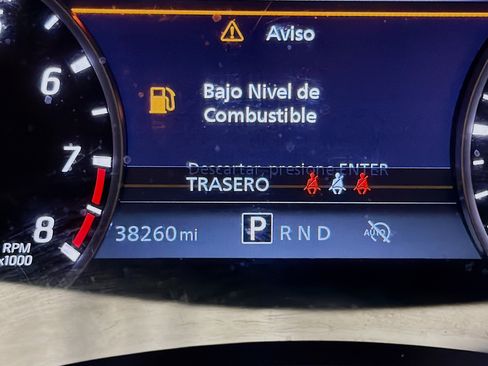 Aviso
Bajo Nivel de
Combustible
Descartar, presione ENTER
TRASERO
38260 mi
P R N D
AUTO
6
7
8
RPM
x1000